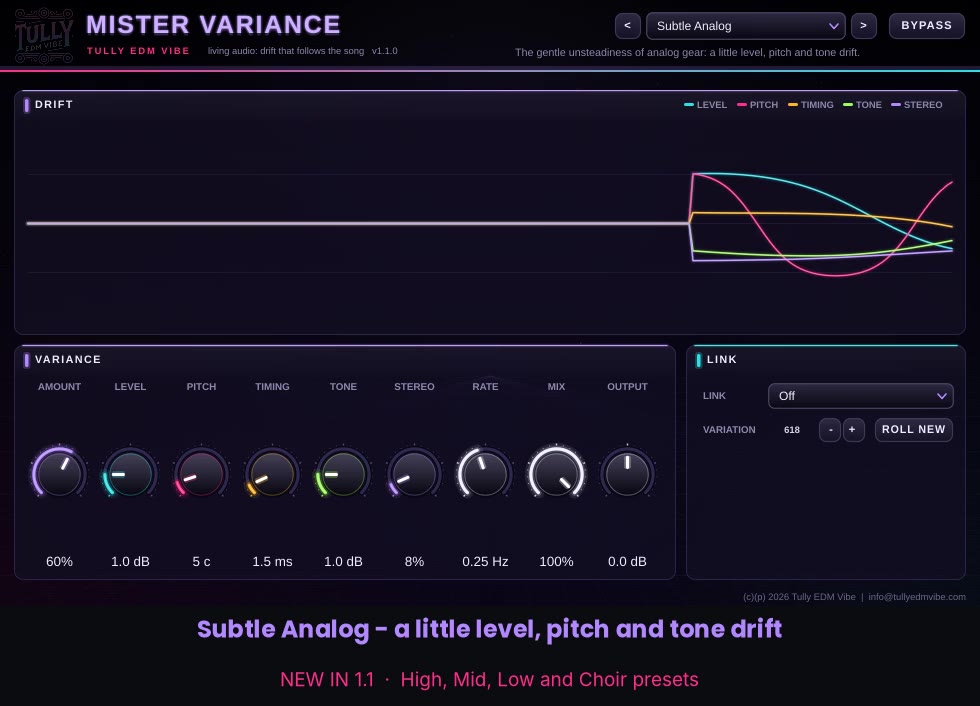 TULLY
EDM VIBE
MISTER VARIANCE
TULLY EDM VIBE living audio: drift that follows the song v1.1.0
< Subtle Analog > BYPASS
The gentle unsteadiness of analog gear: a little level, pitch and tone drift.
DRIFT
LEVEL PITCH TIMING TONE STEREO
VARIANCE
AMOUNT LEVEL PITCH TIMING TONE STEREO RATE MIX OUTPUT
60% 1.0 dB 5 c 1.5 ms 1.0 dB 8% 0.25 Hz 100% 0.0 dB
LINK
LINK Off
VARIATION 618 - + ROLL NEW
(c)(p) 2026 Tully EDM Vibe | info@tullyedmvibe.com
Subtle Analog – a little level, pitch and tone drift
NEW IN 1.1 · High, Mid, Low and Choir presets